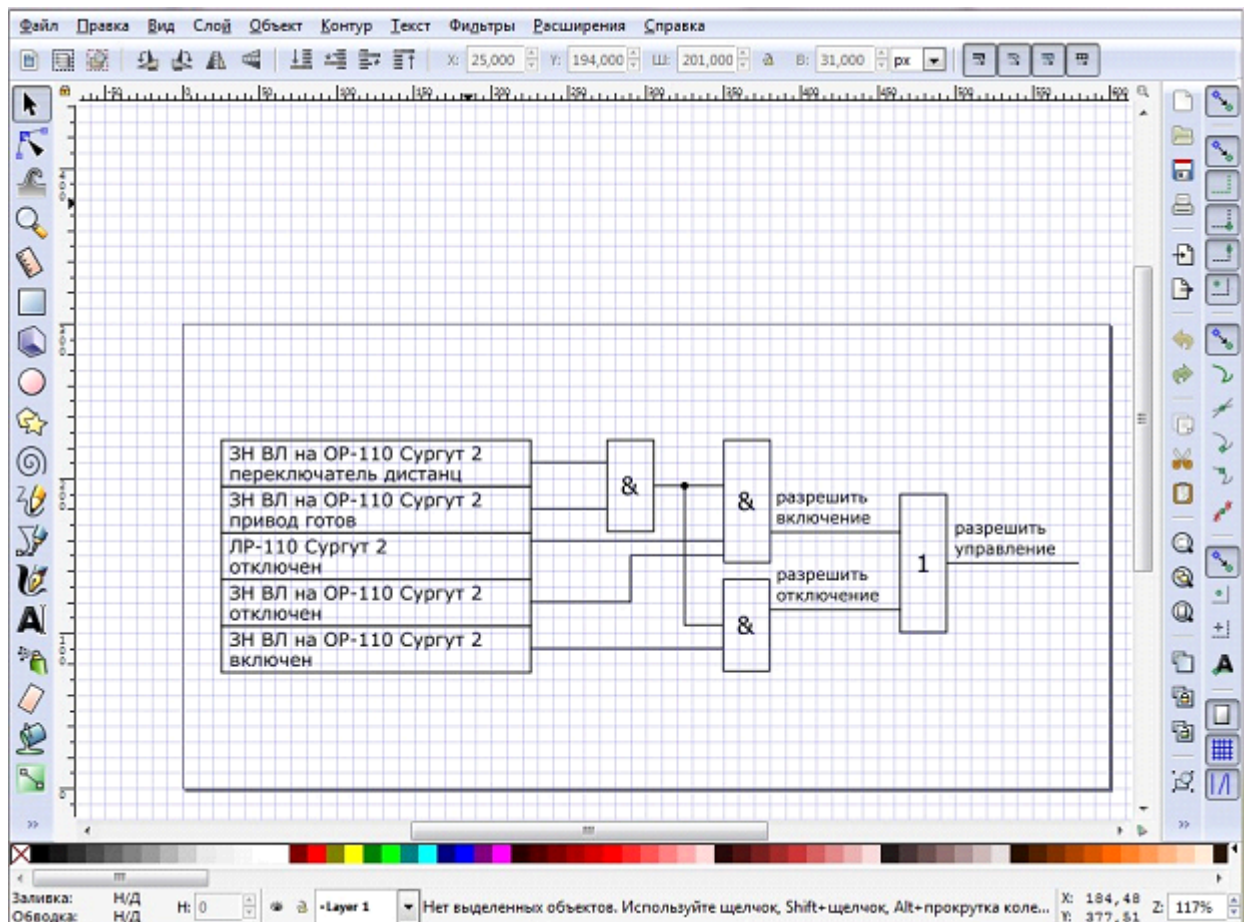 Файл Правка Вид Слой Объект Контур Текст Фильтры Расширения Справка
X: 25,000 Y: 194,000 Ш: 201,000 В: 31,000 px
ЗН ВЛ на ОР-110 Сургут 2
переключатель дистанц
ЗН ВЛ на ОР-110 Сургут 2
привод готов
ЛР-110 Сургут 2
отключен
ЗН ВЛ на ОР-110 Сургут 2
отключен
ЗН ВЛ на ОР-110 Сургут 2
включен
&
&
&
разрешить
включение
разрешить
отключение
1
разрешить
управление
Заливка: Н/Д
Обводка: Н/Д
Н: 0
•Layer 1
Нет выделенных объектов. Используйте щелчок, Shift+щелчок, Alt+прокрутка коле...
X: 184,48
Y: 377,51
Z: 117%